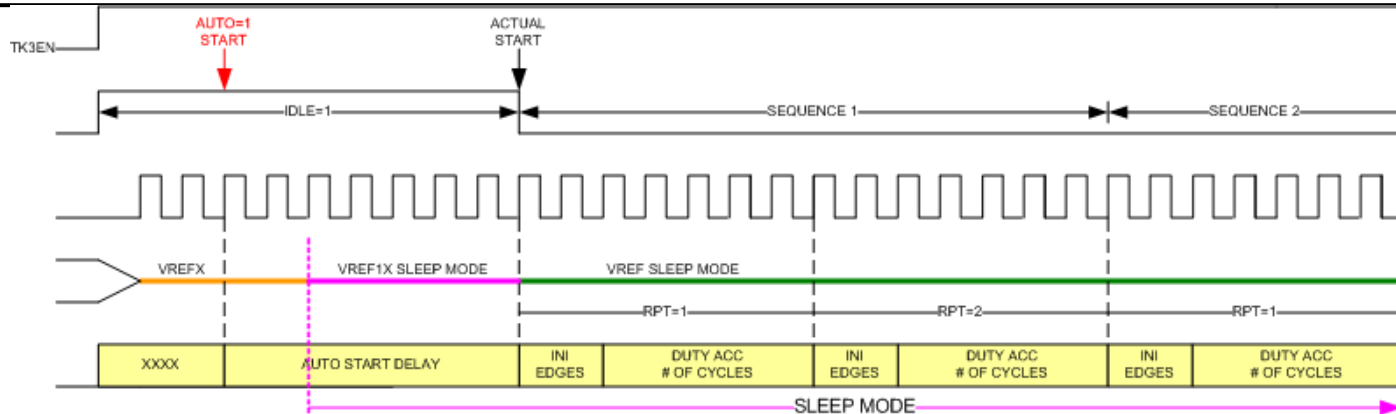 AUTO=1
START
ACTUAL
START
TK3EN
IDLE=1
SEQUENCE 1
SEQUENCE 2
VREFX
VREF1X SLEEP MODE
VREF SLEEP MODE
RPT=1
RPT=2
RPT=1
XXXX
AUTO START DELAY
INI
EDGES
DUTY ACC
# OF CYCLES
INI
EDGES
DUTY ACC
# OF CYCLES
INI
EDGES
DUTY ACC
# OF CYCLES
SLEEP MODE